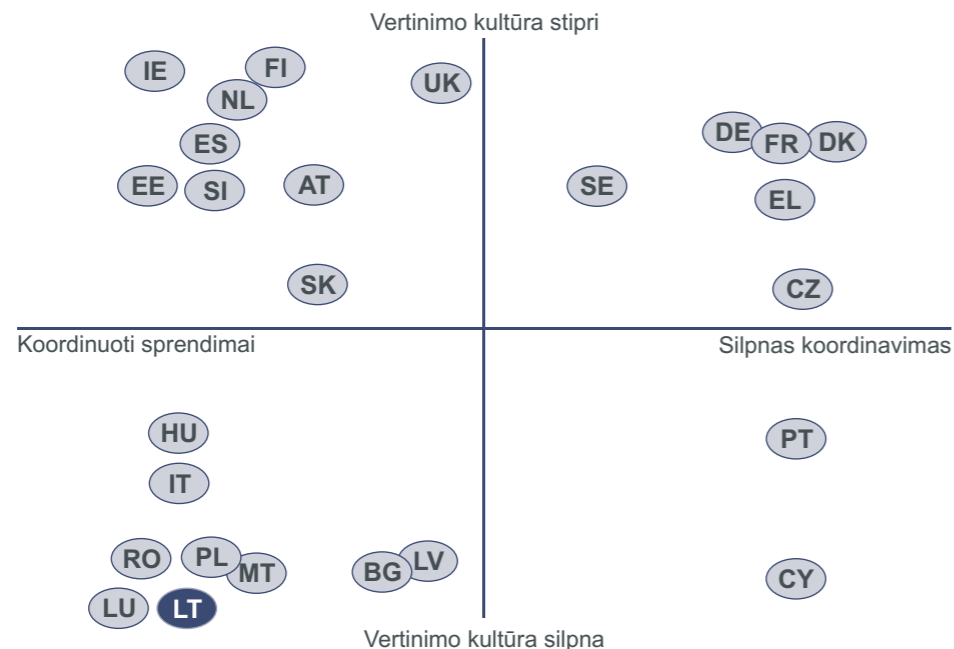 Vertinimo kultūra stipri
IE
FI
UK
NL
ES
DE
FR
DK
EE
SI
AT
SE
EL
SK
CZ
Koordinuoti sprendimai
Silpnas koordinavimas
HU
PT
IT
RO
PL
MT
BG
LV
CY
LU
LT
Vertinimo kultūra silpna